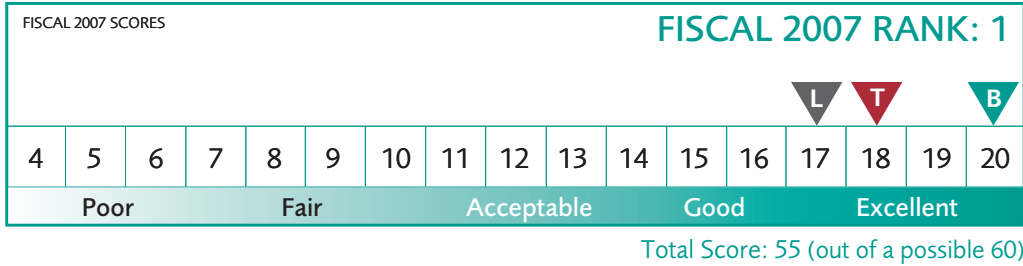 FISCAL 2007 SCORES
FISCAL 2007 RANK: 1
L T B
4 5 6 7 8 9 10 11 12 13 14 15 16 17 18 19 20
Poor Fair Acceptable Good Excellent
Total Score: 55 (out of a possible 60)